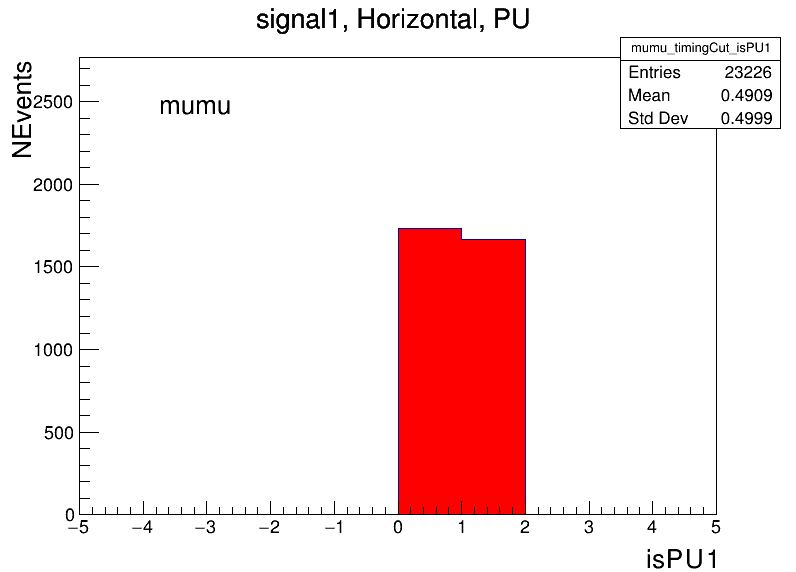 signal1, Horizontal, PU
mumu_timingCut_isPU1
Entries 23226
Mean 0.4909
Std Dev 0.4999
NEvents
mumu
2500
2000
1500
1000
500
0
−5 −4 −3 −2 −1 0 1 2 3 4 5
isPU1